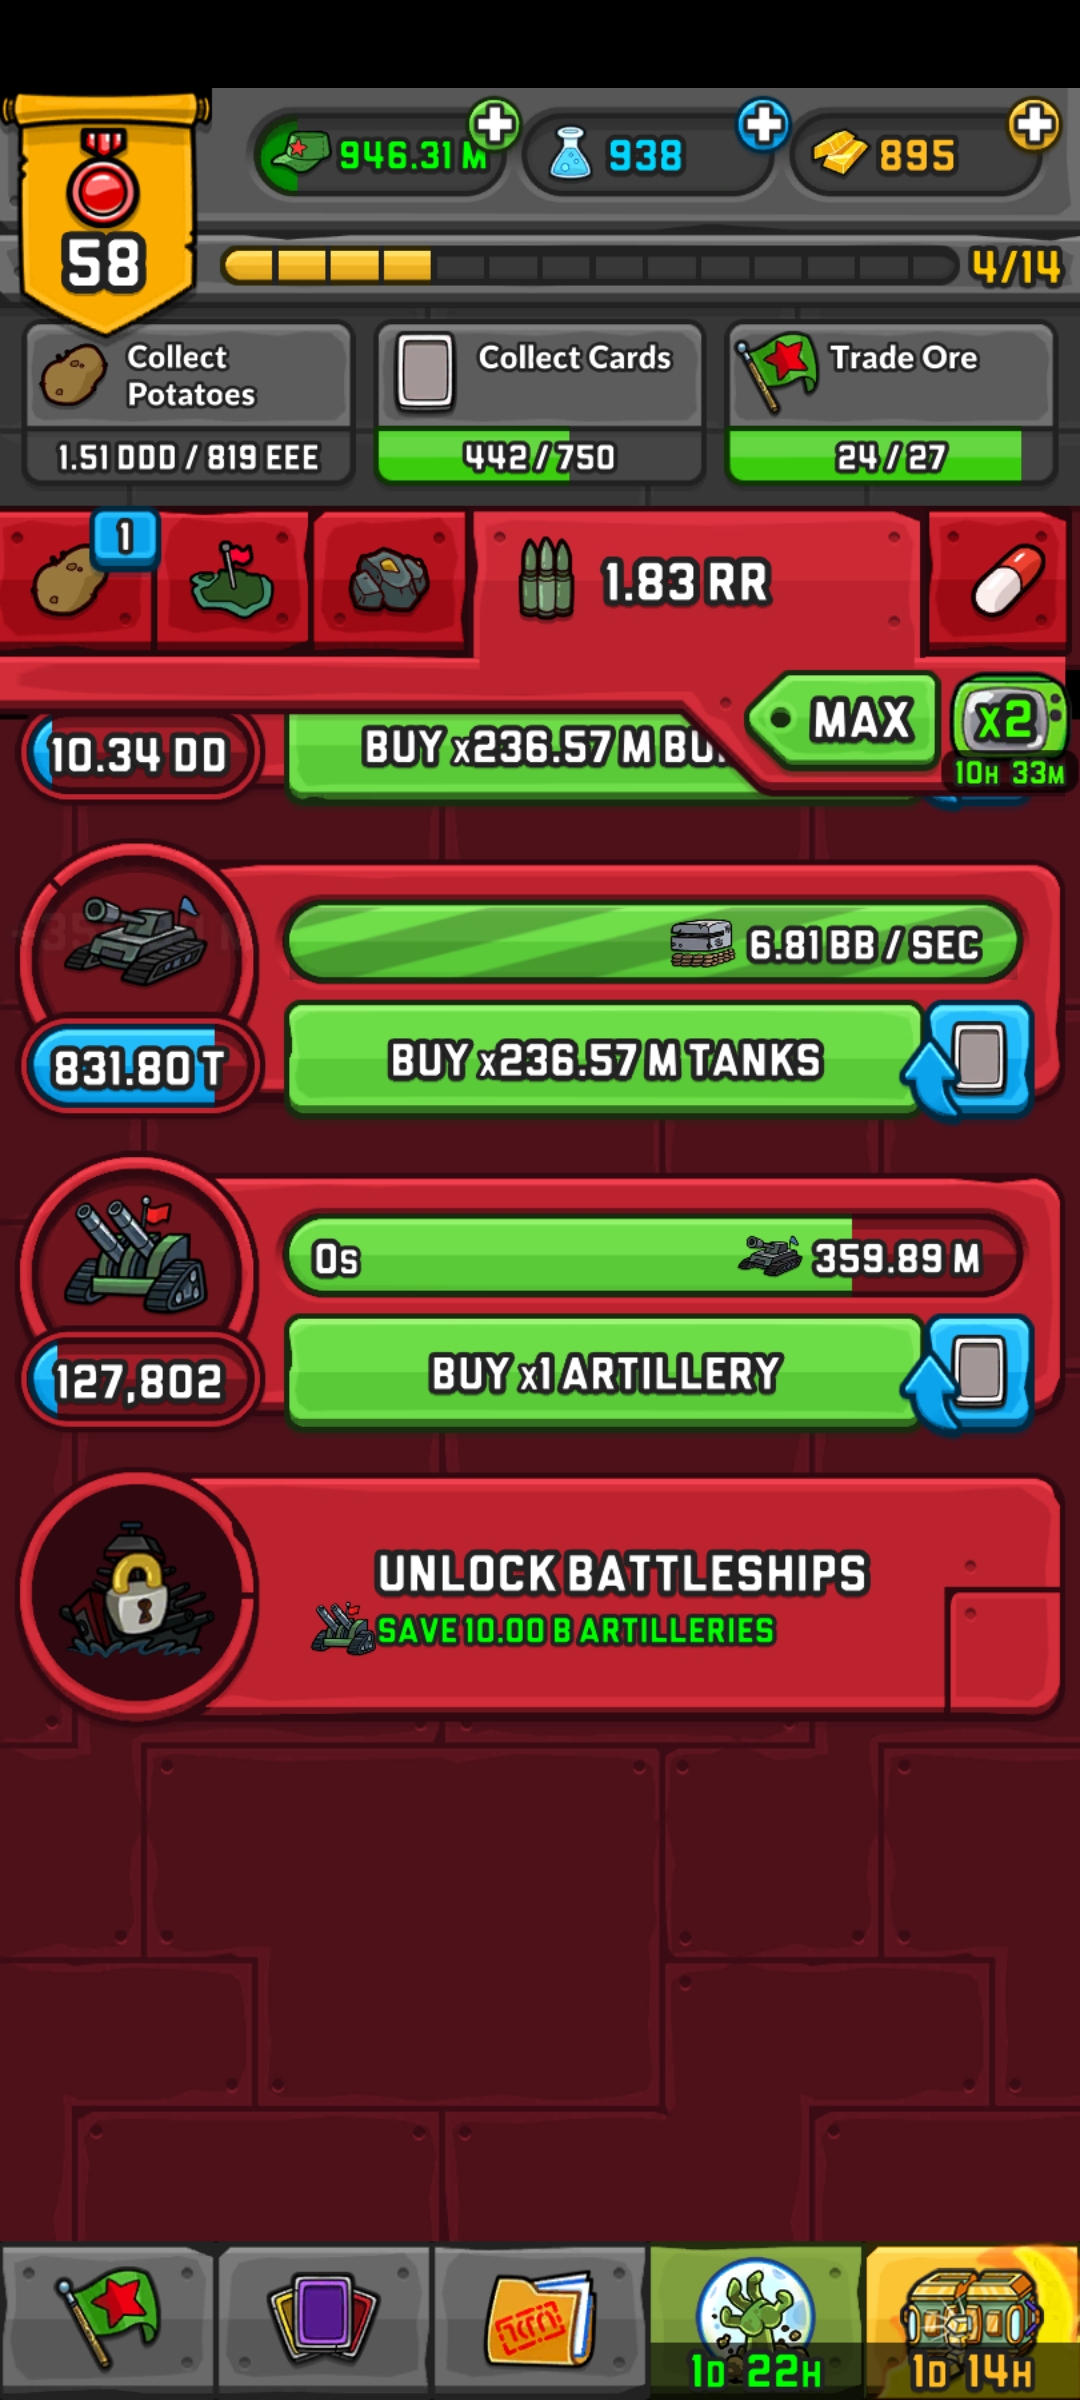 58
946.31 M
938
895
4/14
Collect
Potatoes
1.51 DDD / 819 EEE
Collect Cards
442/750
Trade Ore
24/27
1
1.83 RR
MAX
x2
10H 33M
10.34 DD
BUY x236.57 M
6.81 BB / SEC
831.80 T
BUY x236.57 M TANKS
0s
359.89 M
127,802
BUY x1 ARTILLERY
UNLOCK BATTLESHIPS
SAVE 10.00 B ARTILLERIES
1D 22H
1D 14H